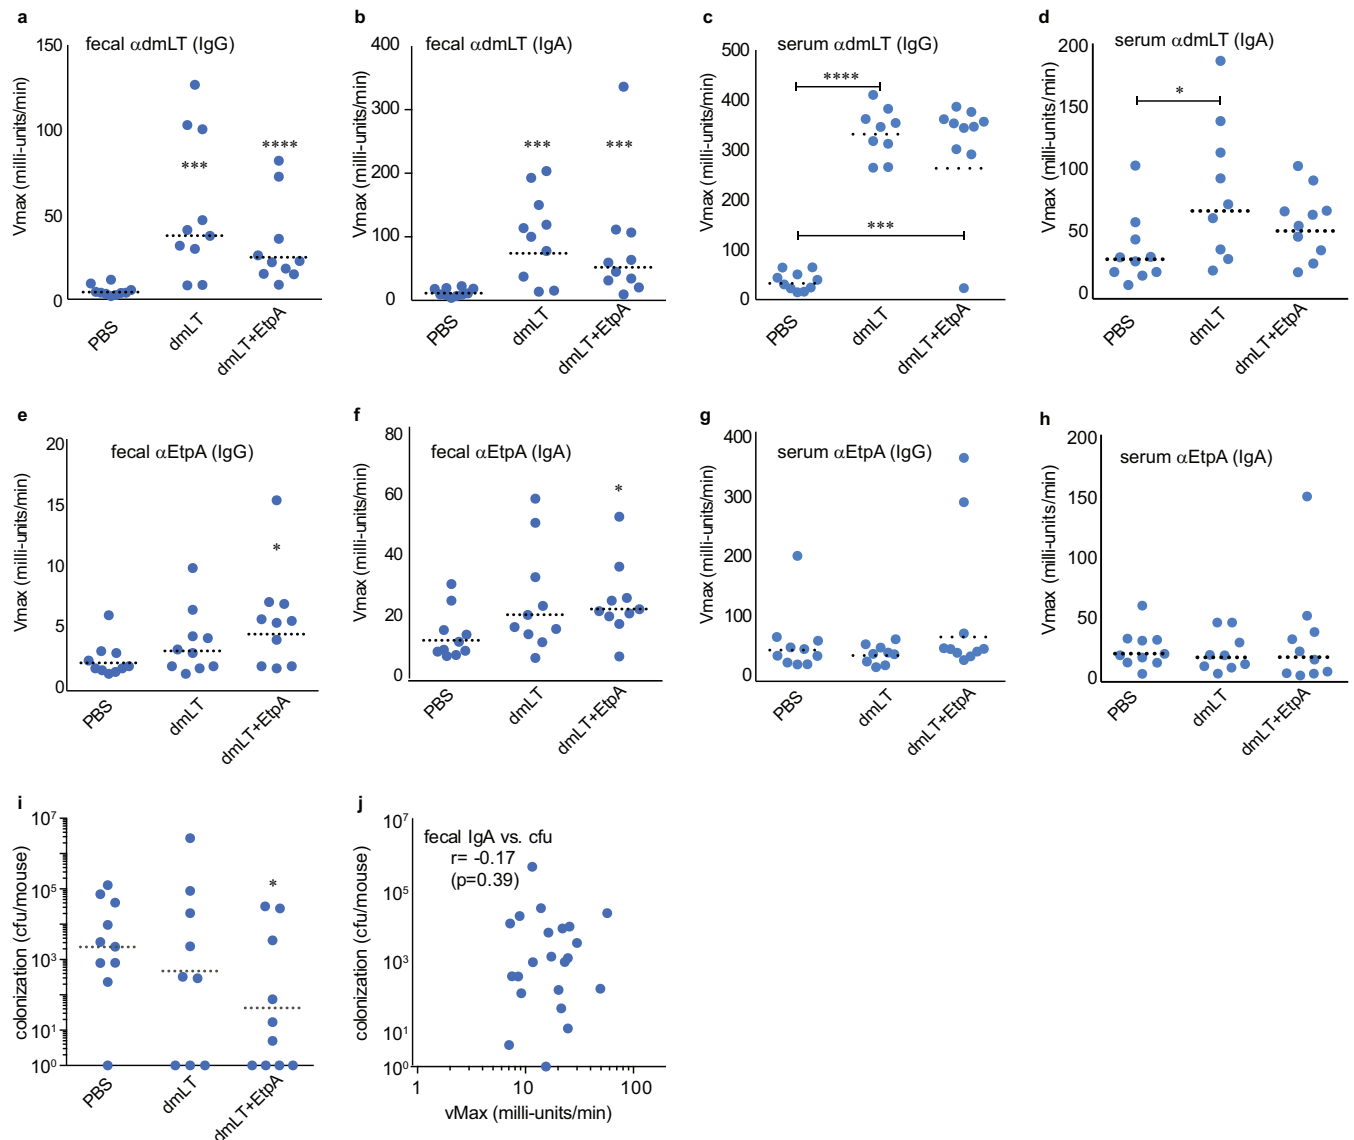 a
fecal αdmLT (IgG)
Vmax (milli-units/min)
150
100
50
0
***
****
PBS
dmLT
dmLT+EtpA
b
fecal αdmLT (IgA)
Vmax (milli-units/min)
400
300
200
100
0
***
***
PBS
dmLT
dmLT+EtpA
c
serum αdmLT (IgG)
Vmax (milli-units/min)
500
400
300
200
100
0
****
***
PBS
dmLT
dmLT+EtpA
d
serum αdmLT (IgA)
Vmax (milli-units/min)
200
150
100
50
0
*
PBS
dmLT
dmLT+EtpA
e
fecal αEtpA (IgG)
Vmax (milli-units/min)
20
15
10
5
0
*
PBS
dmLT
dmLT+EtpA
f
fecal αEtpA (IgA)
Vmax (milli-units/min)
80
60
40
20
0
*
PBS
dmLT
dmLT+EtpA
g
serum αEtpA (IgG)
Vmax (milli-units/min)
400
300
200
100
0
PBS
dmLT
dmLT+EtpA
h
serum αEtpA (IgA)
Vmax (milli-units/min)
200
150
100
50
0
PBS
dmLT
dmLT+EtpA
i
colonization (cfu/mouse)
10⁷
10⁵
10³
10¹
10⁰
*
PBS
dmLT
dmLT+EtpA
j
fecal IgA vs. cfu
r= -0.17
(p=0.39)
colonization (cfu/mouse)
10⁷
10⁵
10³
10¹
10⁰
1
10
100
vMax (milli-units/min)